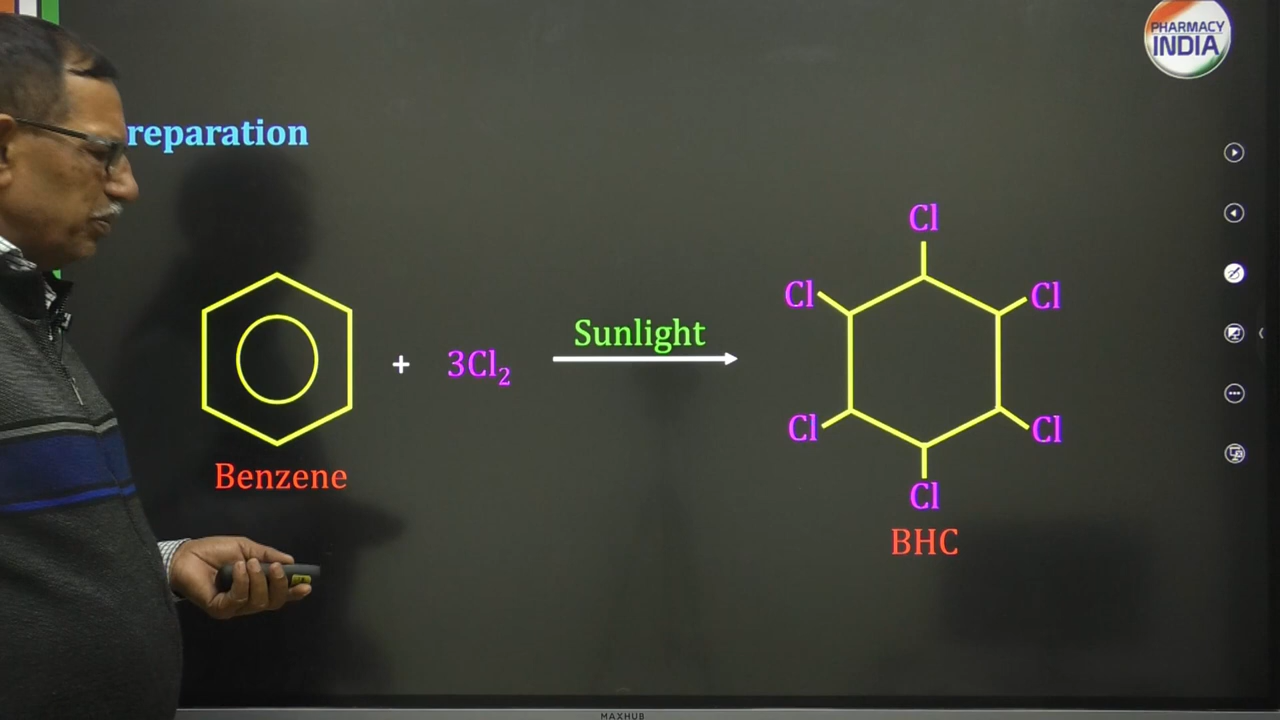 PHARMACY
INDIA
reparation
Benzene
+ 3Cl₂
Sunlight
Cl
Cl
Cl
Cl
Cl
Cl
BHC
MAXHUB